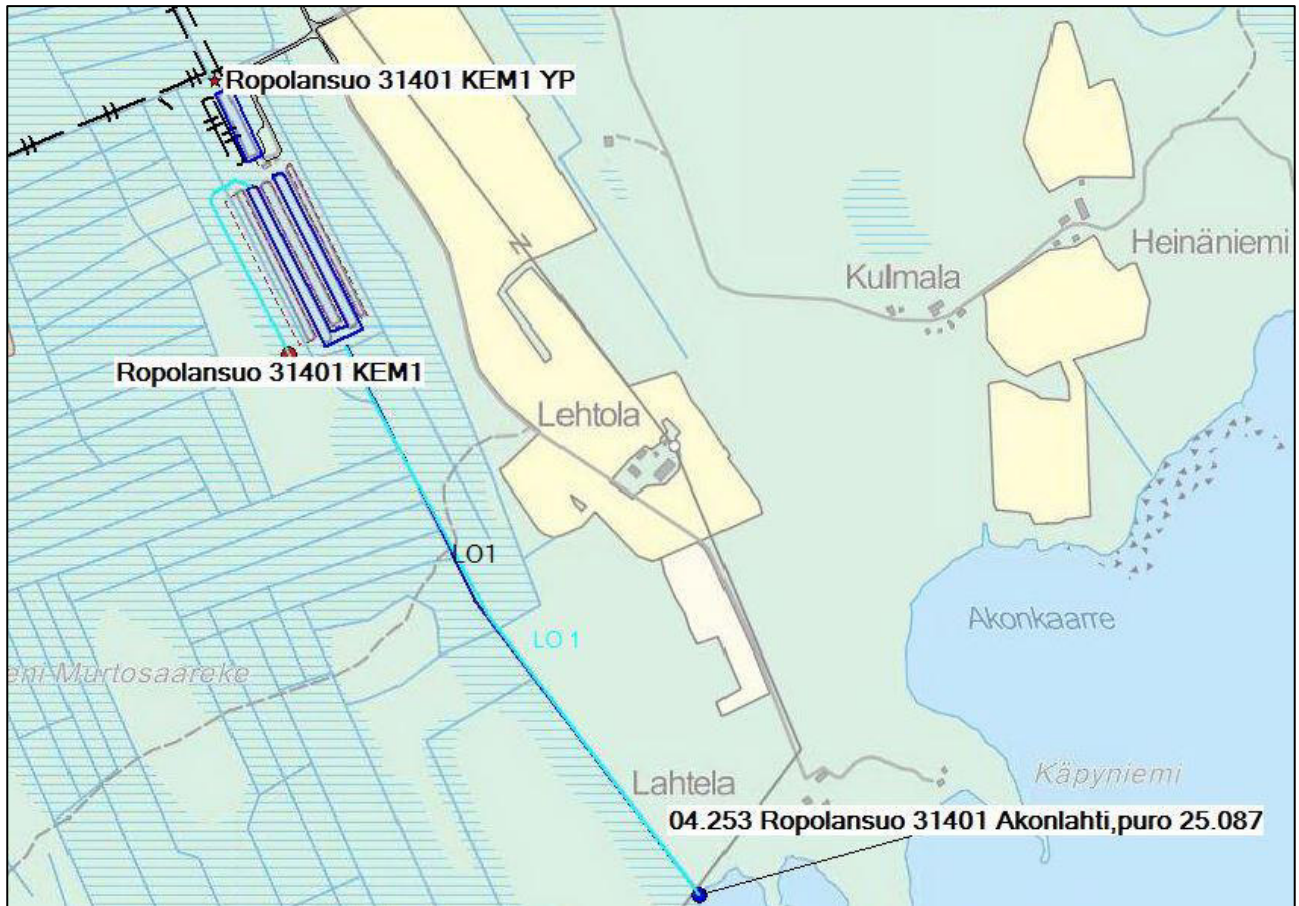 Ropolansuo 31401 KEM1 YP
Heinäniemi
Kulmala
Ropolansuo 31401 KEM1
Lehtola
LO1
Akonkaarre
LO 1
eni Murtosaareke
Käpyniemi
Lahtela
04.253 Ropolansuo 31401 Akonlahti,puro 25.087